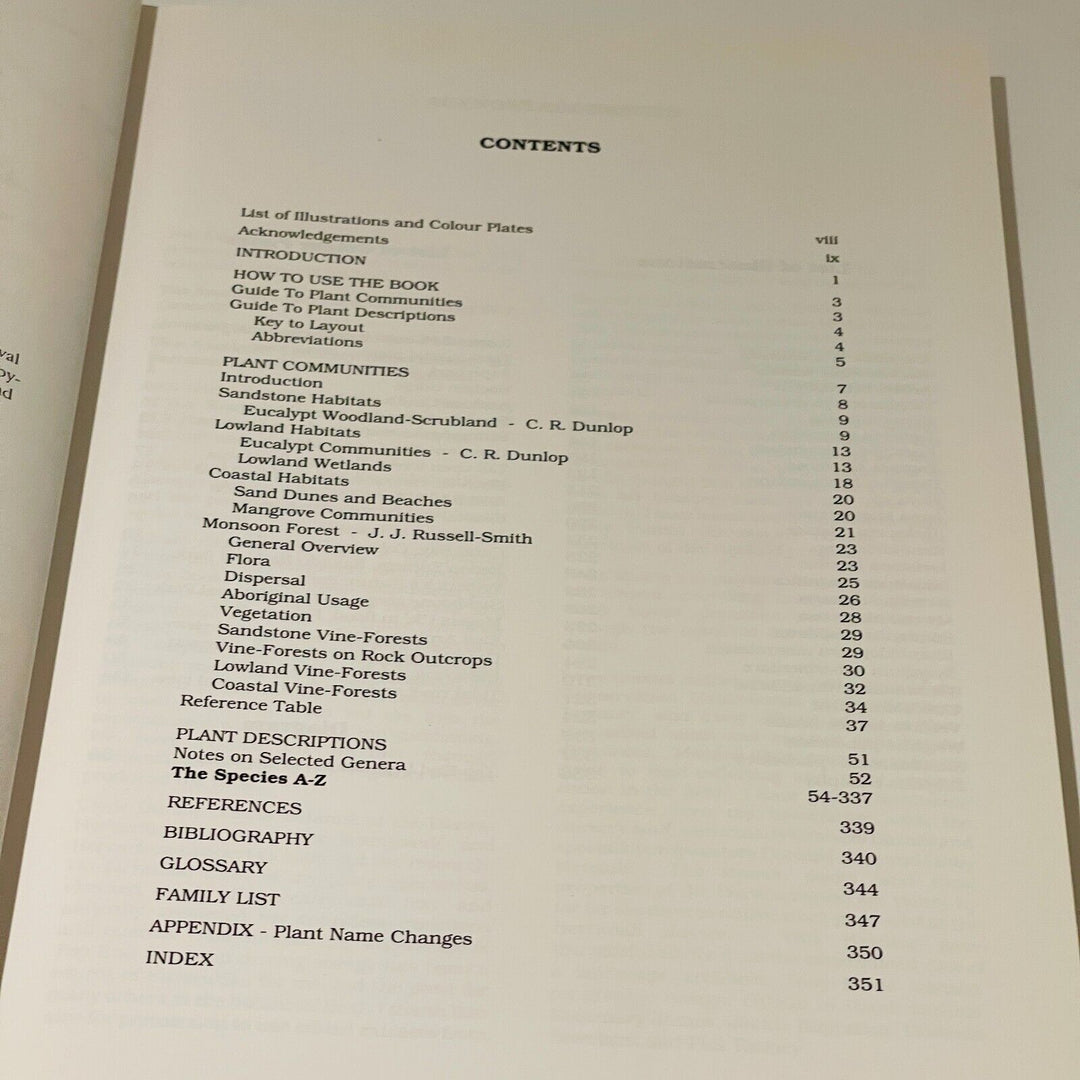 CONTENTS
List of Illustrations and Colour Plates viii
Acknowledgements ix
INTRODUCTION 1
HOW TO USE THE BOOK 3
Guide To Plant Communities 3
Guide To Plant Descriptions 4
Key to Layout 4
Abbreviations 5
PLANT COMMUNITIES 7
Introduction 8
Sandstone Habitats 9
Eucalypt Woodland-Scrubland - C. R. Dunlop 9
Lowland Habitats 13
Eucalypt Communities - C. R. Dunlop 13
Lowland Wetlands 18
Coastal Habitats 20
Sand Dunes and Beaches 20
Mangrove Communities 21
Monsoon Forest - J. J. Russell-Smith 23
General Overview 23
Flora 25
Dispersal 26
Aboriginal Usage 28
Vegetation 29
Sandstone Vine-Forests 29
Vine-Forests on Rock Outcrops 30
Lowland Vine-Forests 32
Coastal Vine-Forests 34
Reference Table 37
PLANT DESCRIPTIONS 51
Notes on Selected Genera 52
The Species A-Z 54-337
REFERENCES 339
BIBLIOGRAPHY 340
GLOSSARY 344
FAMILY LIST 347
APPENDIX - Plant Name Changes 350
INDEX 351